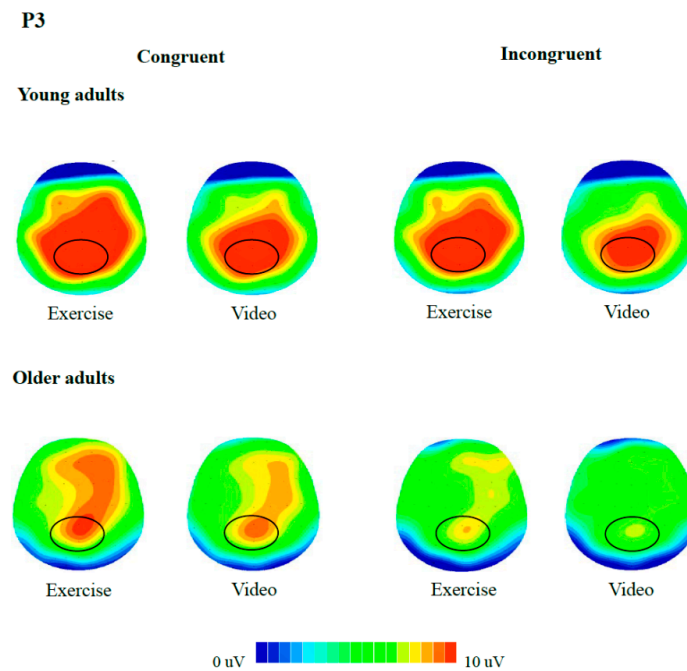 P3
Congruent Incongruent
Young adults
Exercise Video Exercise Video
Older adults
Exercise Video Exercise Video
0 uV 10 uV